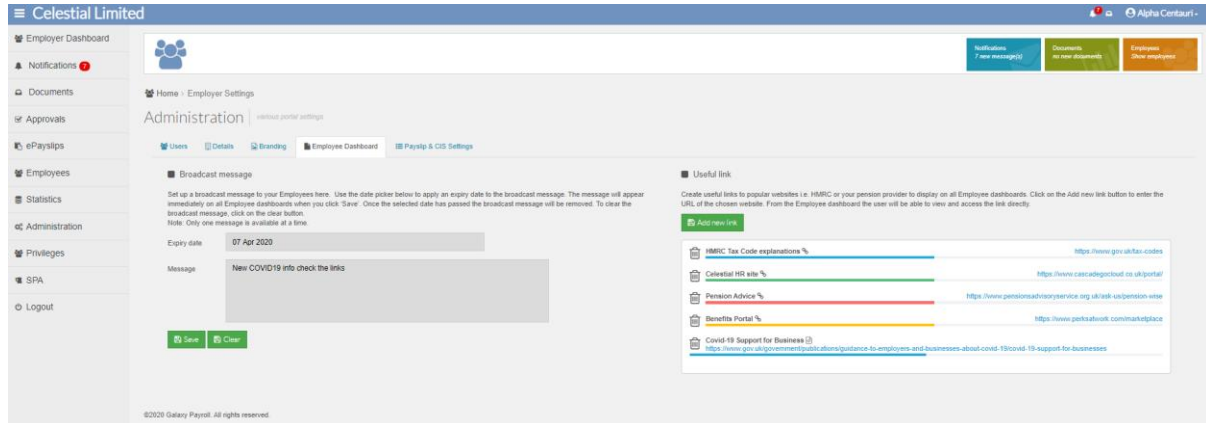 Celestial Limited
7
Alpha Centauri
Employer Dashboard
Notifications 7
Documents
Approvals
ePayslips
Employees
Statistics
Administration
Privileges
SPA
Logout
Notifications
7 new message(s)
Documents
no new documents
Employees
Show employees
Home › Employer Settings
Administration
various portal settings
Users
Details
Branding
Employee Dashboard
Payslip & CIS Settings
Broadcast message
Set up a broadcast message to your Employees here. Use the date picker below to apply an expiry date to the broadcast message. The message will appear
immediately on all Employee dashboards when you click 'Save'. Once the selected date has passed the broadcast message will be removed. To clear the
broadcast message, click on the clear button.
Note: Only one message is available at a time.
Expiry date
07 Apr 2020
Message
New COVID19 info check the links
Save
Clear
Useful link
Create useful links to popular websites i.e. HMRC or your pension provider to display on all Employee dashboards. Click on the Add new link button to enter the
URL of the chosen website. From the Employee dashboard the user will be able to view and access the link directly.
Add new link
HMRC Tax Code explanations
https://www.gov.uk/tax-codes
Celestial HR site
https://www.cascadegocloud.co.uk/portal/
Pension Advice
https://www.pensionsadvisoryservice.org.uk/ask-us/pension-wise
Benefits Portal
https://www.perksatwork.com/marketplace
Covid-19 Support for Business
https://www.gov.uk/government/publications/guidance-to-employers-and-businesses-about-covid-19/covid-19-support-for-businesses
©2020 Galaxy Payroll. All rights reserved.